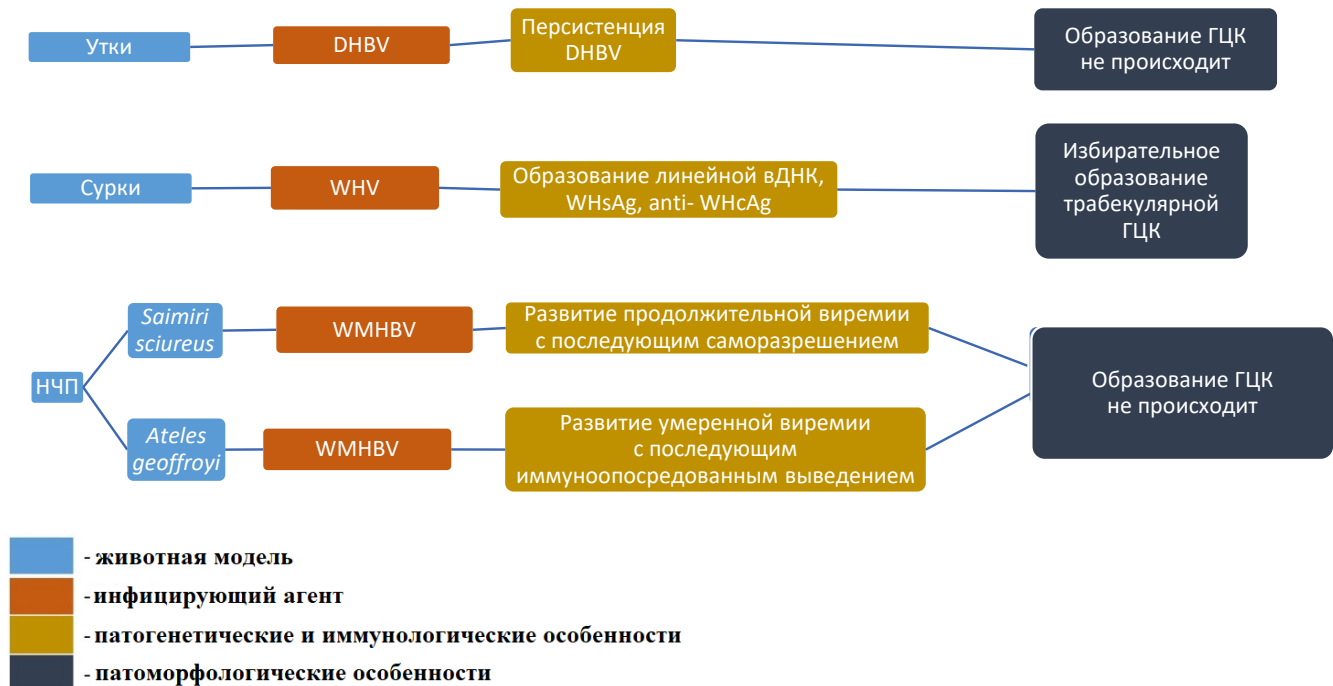 Утки
DHBV
Персистенция
DHBV
Образование ГЦК
не происходит
Сурки
WHV
Образование линейной вДНК,
WHsAg, anti- WHcAg
Избирательное
образование
трабекулярной
ГЦК
НЧП
Saimiri
sciureus
WMHBV
Развитие продолжительной виремии
с последующим саморазрешением
Ateles
geoffroyi
WMHBV
Развитие умеренной виремии
с последующим
иммуноопосредованным выведением
Образование ГЦК
не происходит
- животная модель
- инфицирующий агент
- патогенетические и иммунологические особенности
- патоморфологические особенности